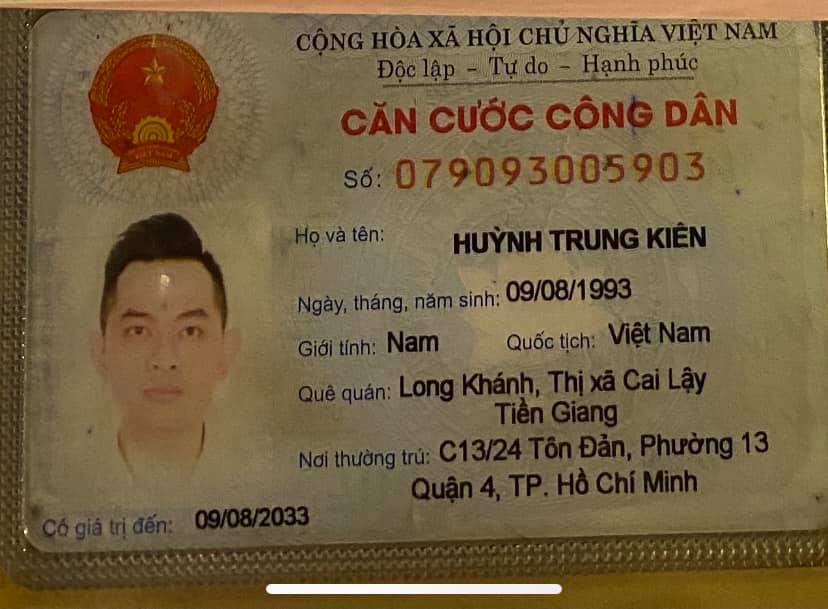 CỘNG HÒA XÃ HỘI CHỦ NGHĨA VIỆT NAM
Độc lập – Tự do – Hạnh phúc
CĂN CƯỚC CÔNG DÂN
Số: 079093005903
Họ và tên: HUỲNH TRUNG KIÊN
Ngày, tháng, năm sinh: 09/08/1993
Giới tính: Nam Quốc tịch: Việt Nam
Quê quán: Long Khánh, Thị xã Cai Lậy
Tiền Giang
Nơi thường trú: C13/24 Tôn Đản, Phường 13
Quận 4, TP. Hồ Chí Minh
Có giá trị đến: 09/08/2033
VIỆT NAM